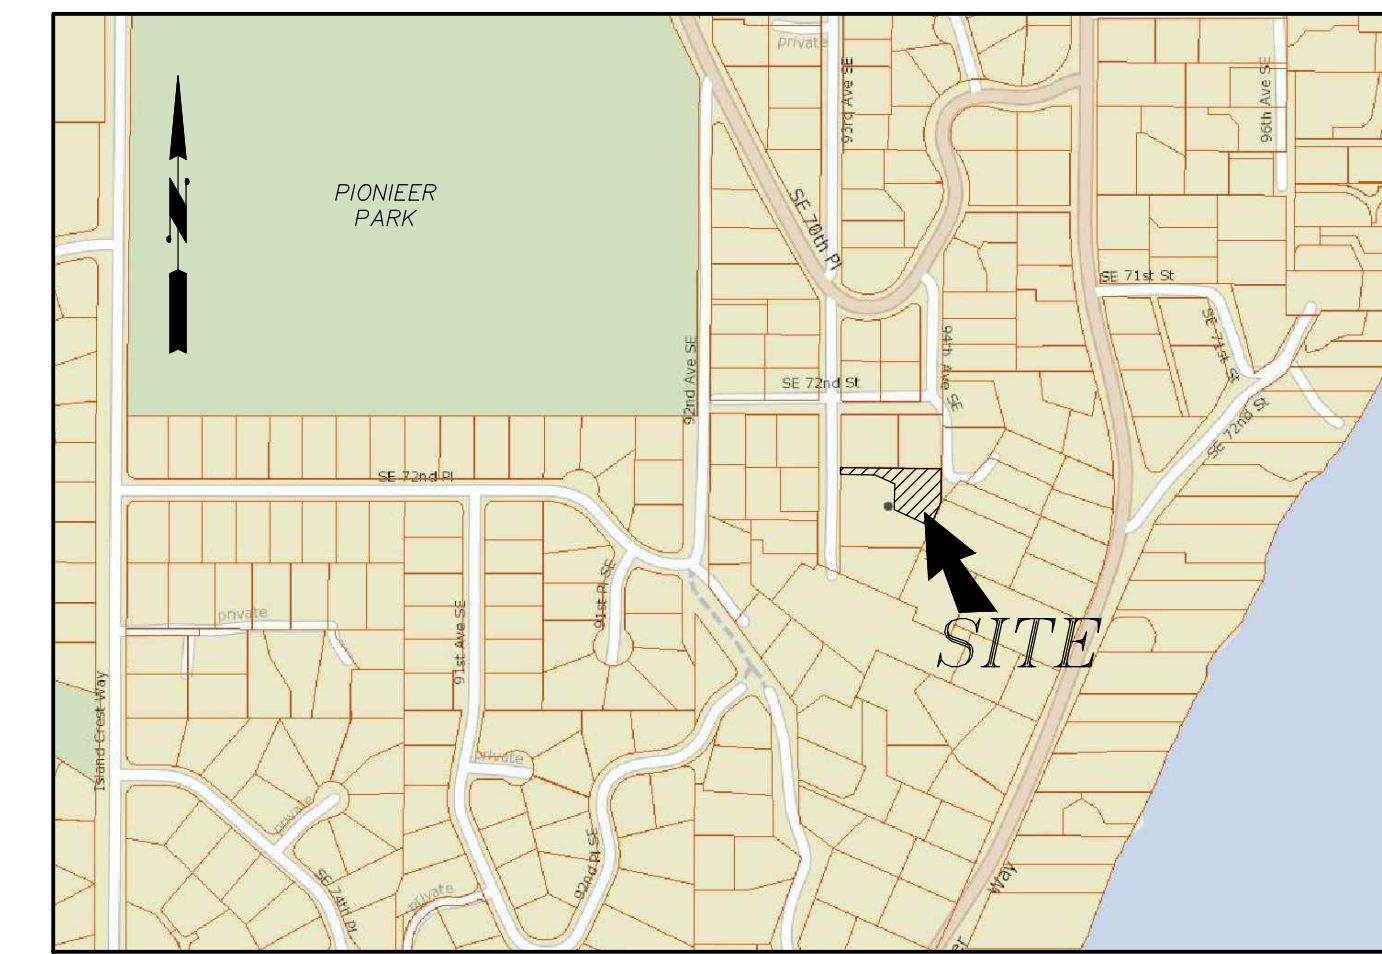 private
93rd Ave SE
96th Ave SE
N
PIONIEER
PARK
SE 70th Pl
SE 71st St
SE 71st St
92nd Ave SE
SE 72nd St
94th Ave SE
SE 72nd St
SE 72nd Pl
91st Pl SE
private
91st Ave SE
SITE
Island Crest Way
private
private
92nd Pl SE
SE 74th Pl
private
Way
er